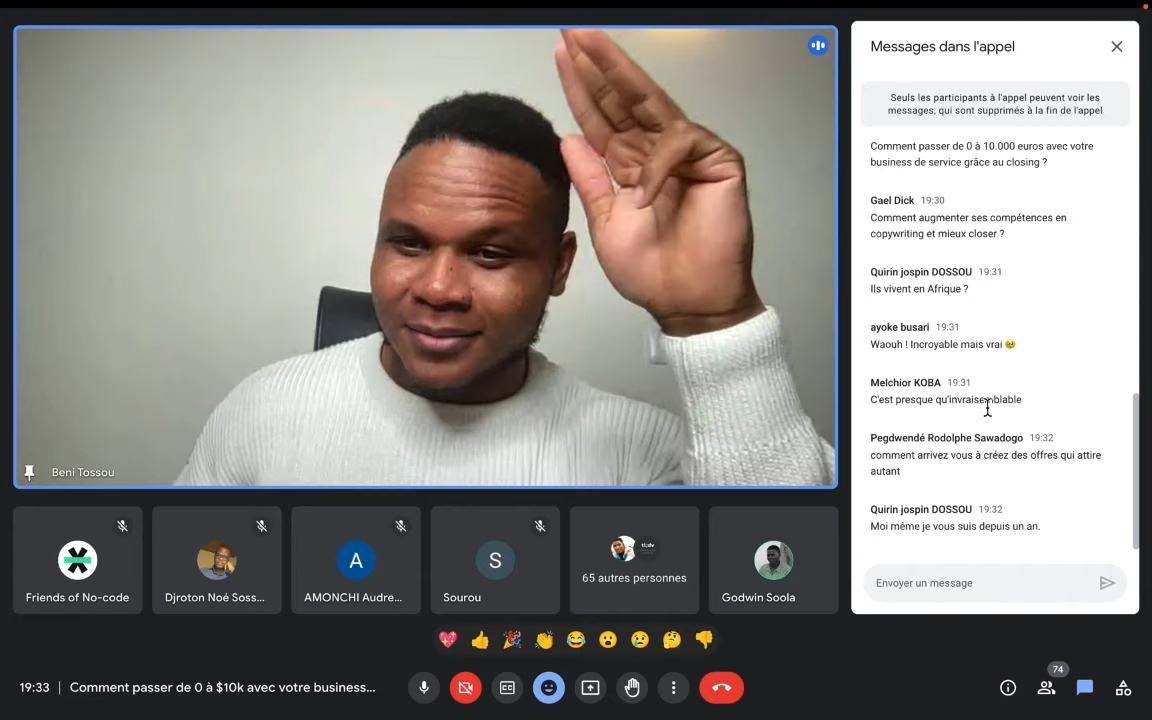 Messages dans l'appel
Seuls les participants à l'appel peuvent voir les
messages, qui sont supprimés à la fin de l'appel
Comment passer de 0 à 10.000 euros avec votre
business de service grâce au closing ?
Gael Dick 19:30
Comment augmenter ses compétences en
copywriting et mieux closer ?
Quirin jospin DOSSOU 19:31
Ils vivent en Afrique ?
ayoke busari 19:31
Waouh ! Incroyable mais vrai 🥹
Melchior KOBA 19:31
C'est presque qu'invraisemblable
Pegdwendé Rodolphe Sawadogo 19:32
comment arrivez vous à créez des offres qui attire
autant
Quirin jospin DOSSOU 19:32
Moi même je vous suis depuis un an.
Envoyer un message
Beni Tossou
Friends of No-code
Djroton Noé Soss...
A
AMONCHI Audre...
S
Sourou
65 autres personnes
Godwin Soola
19:33 | Comment passer de 0 à $10k avec votre business...
74